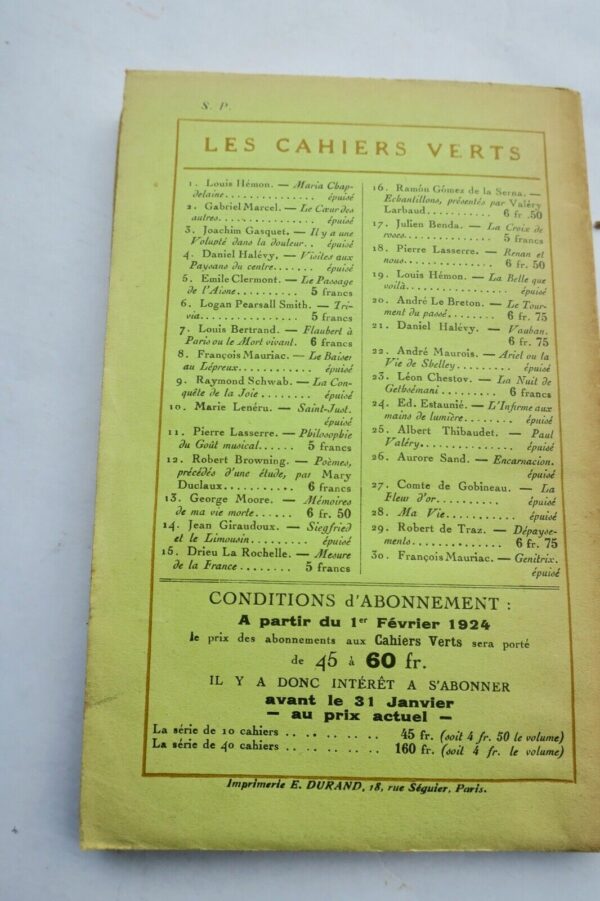 S. P.
LES CAHIERS VERTS
1. Louis Hémon. — Maria Chap-
delaine................ épuisé
2. Gabriel Marcel. — Le Cœur des
autres................ épuisé
3. Joachim Gasquet. — Il y a une
Volupté dans la douleur.. épuisé
4. Daniel Halévy. — Visites aux
Paysans du centre...... épuisé
5. Emile Clermont. — Le Passage
de l'Aisne........... 5 francs
6. Logan Pearsall Smith. — Tri-
via................. 5 francs
7. Louis Bertrand. — Flaubert à
Paris ou le Mort vivant. 6 francs
8. François Mauriac. — Le Baiser
au Lépreux............ épuisé
9. Raymond Schwab. — La Con-
quête de la Joie......... épuisé
10. Marie Lenéru. — Saint-Just.
épuisé
11. Pierre Lasserre. — Philosophie
du Goût musical...... 5 francs
12. Robert Browning. — Poèmes,
précédés d'une étude, par Mary
Duclaux............. 6 francs
13. George Moore. — Mémoires
de ma vie morte...... 6 fr. 50
14. Jean Giraudoux. — Siegfried
et le Limousin......... épuisé
15. Drieu La Rochelle. — Mesure
de la France........ 5 francs
16. Ramón Gómez de la Serna. —
Echantillons, présentés par Valéry
Larbaud............. 6 fr .50
17. Julien Benda. — La Croix de
roses............... 5 francs
18. Pierre Lasserre. — Renan et
nous................ 6 fr. 50
19. Louis Hémon. — La Belle que
voilà................ épuisé
20. André Le Breton. — Le Tour-
ment du passé........ 6 fr. 75
21. Daniel Halévy. — Vauban.
6 fr. 75
22. André Maurois. — Ariel ou la
Vie de Shelley......... épuisé
23. Léon Chestov. — La Nuit de
Gethsémani.......... 6 francs
24. Ed. Estaunié. — L'Infirme aux
mains de lumière....... épuisé
25. Albert Thibaudet. — Paul
Valéry................ épuisé
26. Aurore Sand. — Encarnacion.
épuisé
27. Comte de Gobineau. — La
Fleur d'or............ épuisé
28. Ma Vie............ épuisé
29. Robert de Traz. — Dépayse-
ments............... 6 fr. 75
30. François Mauriac. — Genitrix.
épuisé
CONDITIONS d'ABONNEMENT :
A partir du 1er Février 1924
le prix des abonnements aux Cahiers Verts sera porté
de 45 à 60 fr.
IL Y A DONC INTÉRÊT A S'ABONNER
avant le 31 Janvier
— au prix actuel —
La série de 10 cahiers .. .. .. .. .. 45 fr. (soit 4 fr. 50 le volume)
La série de 40 cahiers .. .. .. .. .. 160 fr. (soit 4 fr. le volume)
Imprimerie E. DURAND, 18, rue Séguier, Paris.